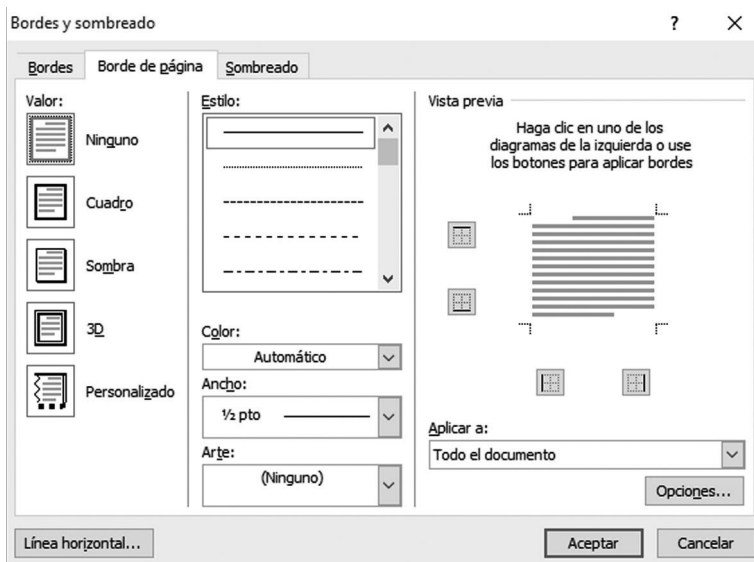 Bordes y sombreado
?
Bordes
Borde de página
Sombreado
Valor:
Ninguno
Cuadro
Sombra
3D
Personalizado
Estilo:
Color:
Automático
Ancho:
½ pto
Arte:
(Ninguno)
Vista previa
Haga clic en uno de los
diagramas de la izquierda o use
los botones para aplicar bordes
Aplicar a:
Todo el documento
Opciones...
Línea horizontal...
Aceptar
Cancelar